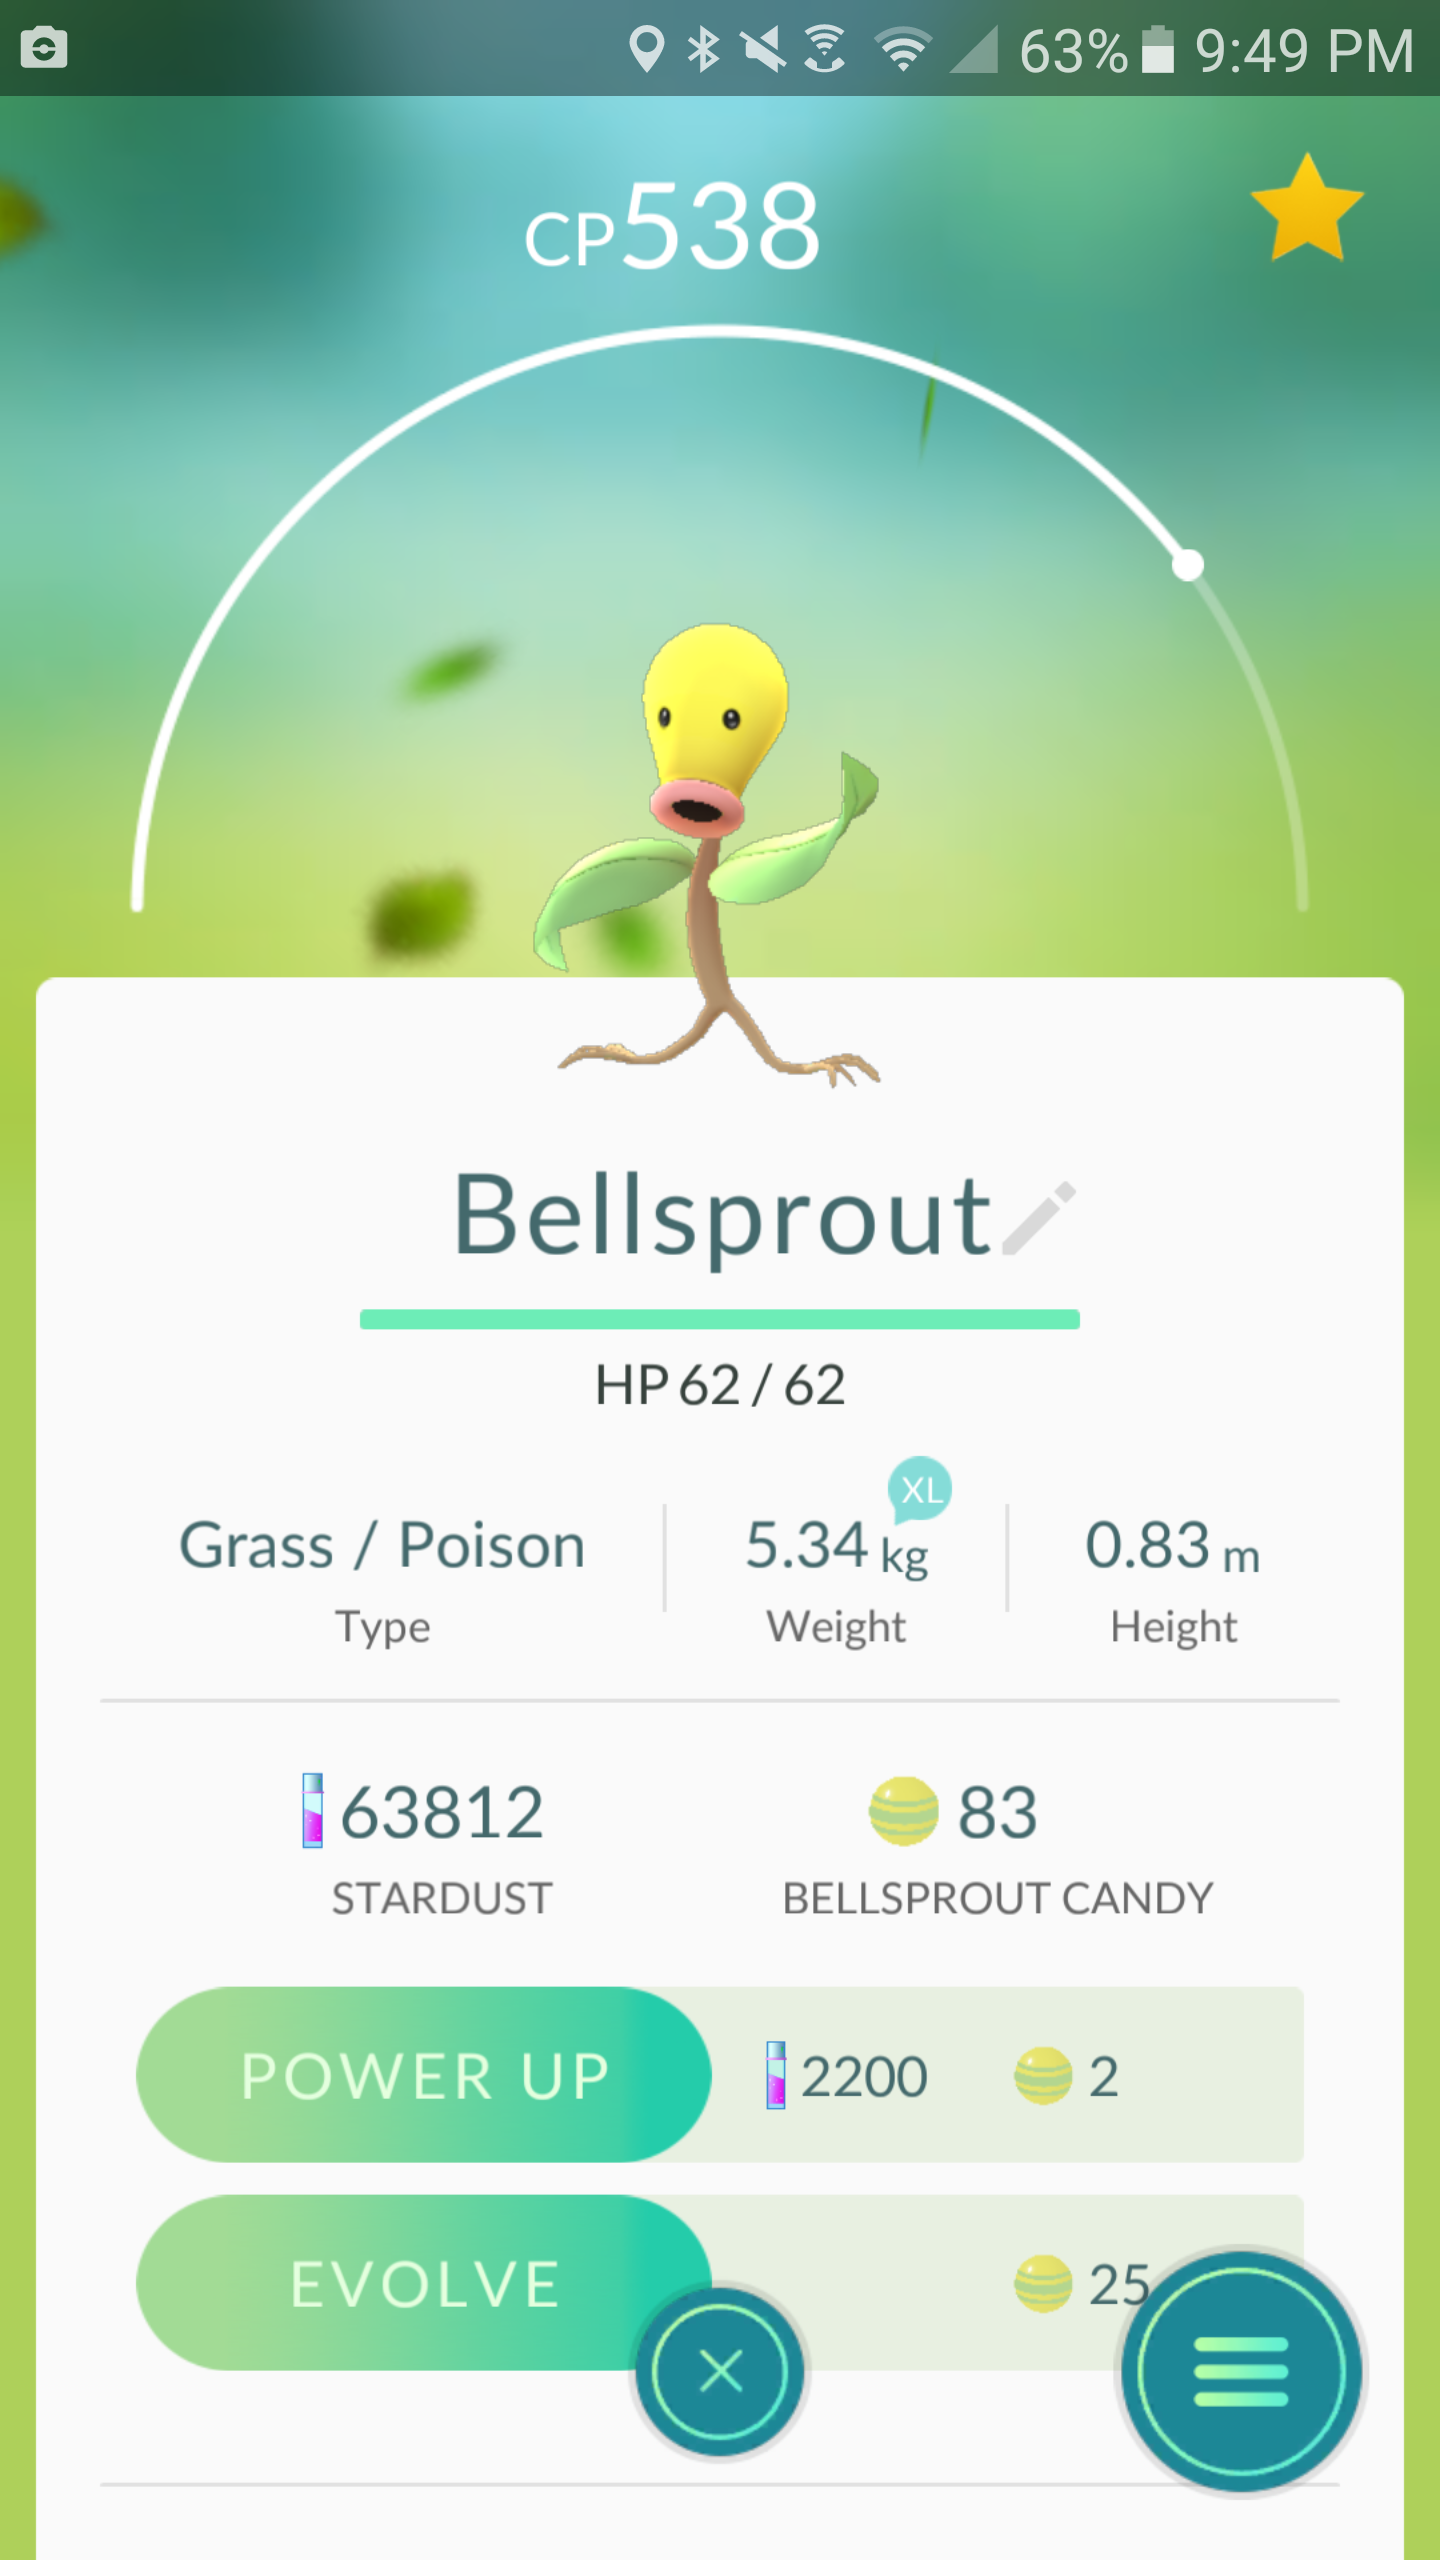 63% 9:49 PM
CP538
Bellsprout
HP 62 / 62
XL
Grass / Poison 5.34 kg 0.83 m
Type Weight Height
63812 83
STARDUST BELLSPROUT CANDY
POWER UP 2200 2
EVOLVE 25